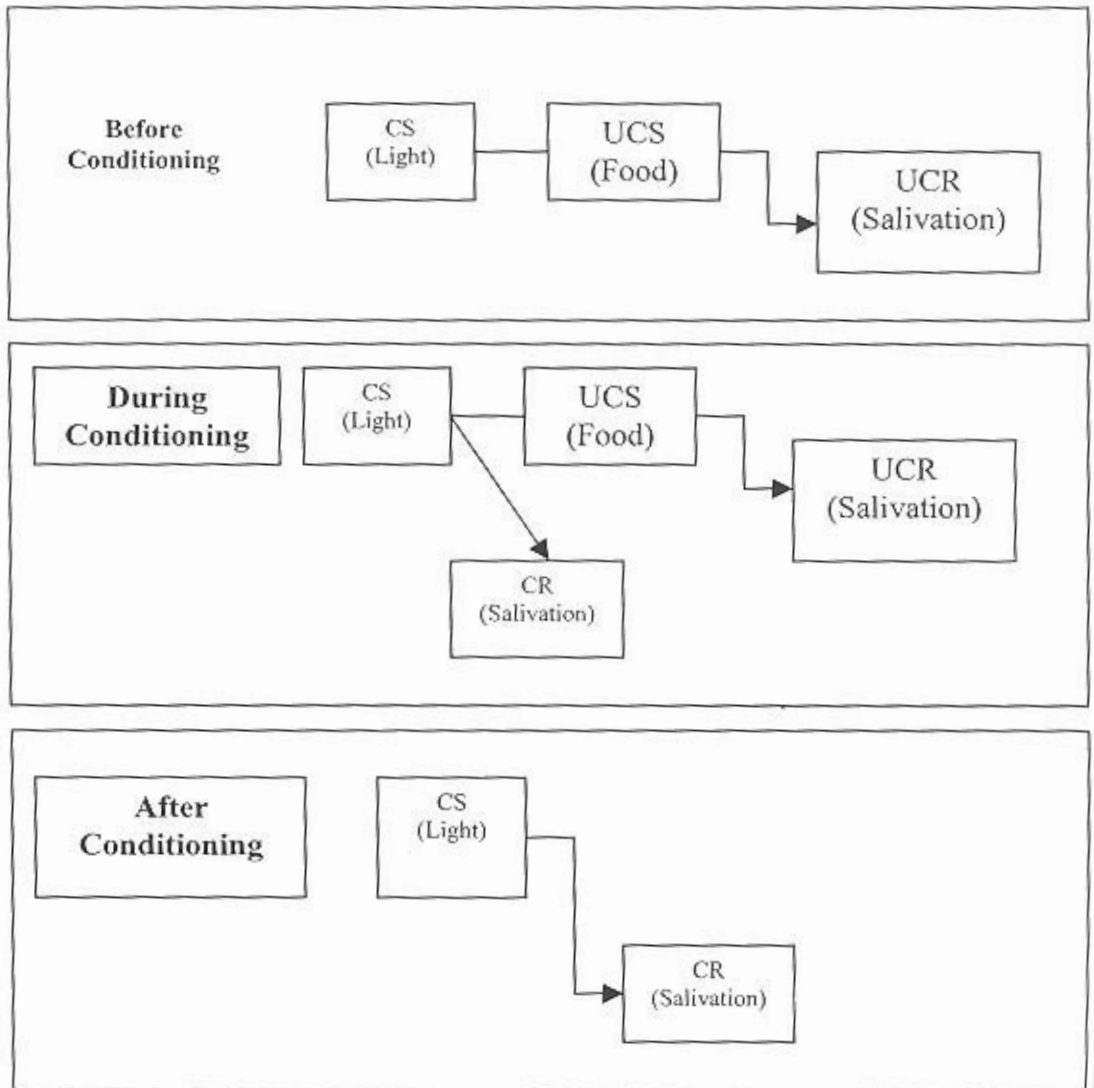 Before
Conditioning
CS
(Light)
UCS
(Food)
UCR
(Salivation)
During
Conditioning
CS
(Light)
UCS
(Food)
UCR
(Salivation)
CR
(Salivation)
After
Conditioning
CS
(Light)
CR
(Salivation)